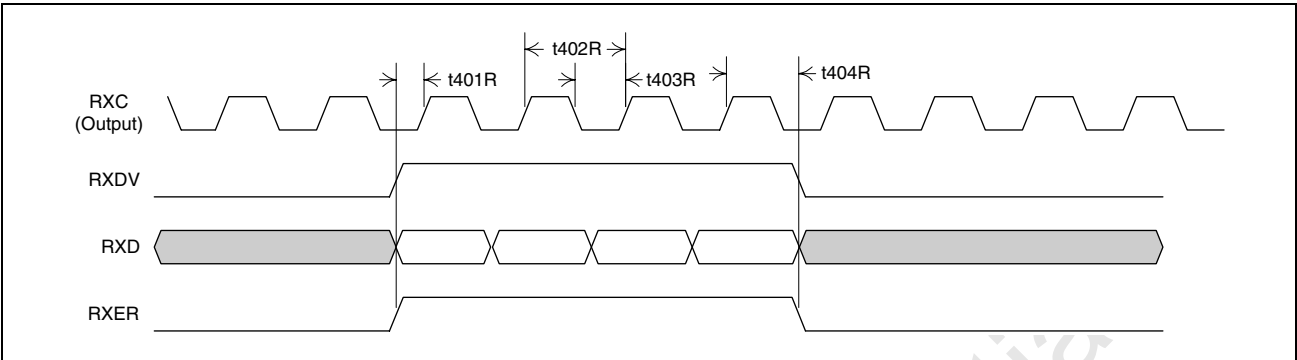 t402R
t401R
t403R
t404R
RXC
(Output)
RXDV
RXD
RXER